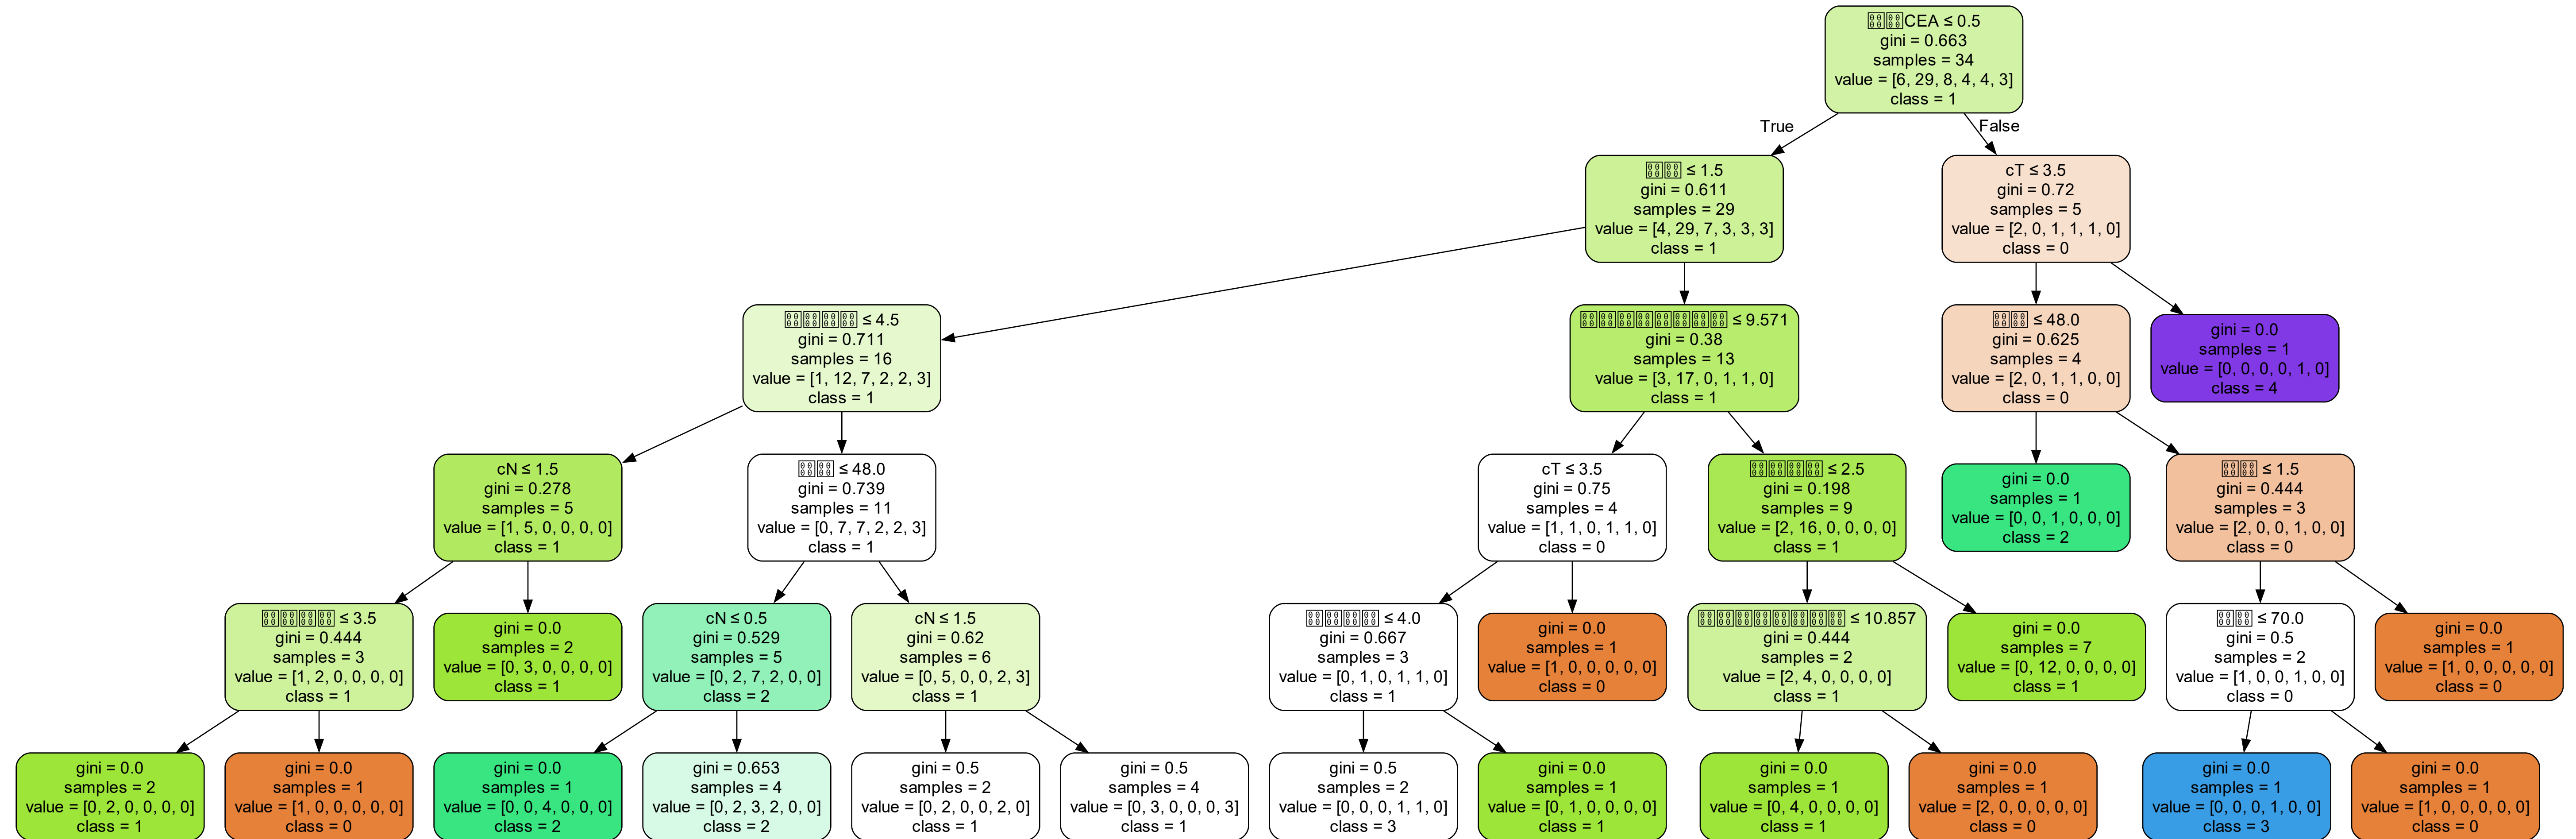 CEA ≤ 0.5
gini = 0.663
samples = 34
value = [6, 29, 8, 4, 4, 3]
class = 1
True
False
≤ 1.5
gini = 0.611
samples = 29
value = [4, 29, 7, 3, 3, 3]
class = 1
cT ≤ 3.5
gini = 0.72
samples = 5
value = [2, 0, 1, 1, 1, 0]
class = 0
≤ 4.5
gini = 0.711
samples = 16
value = [1, 12, 7, 2, 2, 3]
class = 1
≤ 9.571
gini = 0.38
samples = 13
value = [3, 17, 0, 1, 1, 0]
class = 1
≤ 48.0
gini = 0.625
samples = 4
value = [2, 0, 1, 1, 0, 0]
class = 0
gini = 0.0
samples = 1
value = [0, 0, 0, 0, 1, 0]
class = 4
cN ≤ 1.5
gini = 0.278
samples = 5
value = [1, 5, 0, 0, 0, 0]
class = 1
≤ 48.0
gini = 0.739
samples = 11
value = [0, 7, 7, 2, 2, 3]
class = 1
cT ≤ 3.5
gini = 0.75
samples = 4
value = [1, 1, 0, 1, 1, 0]
class = 0
≤ 2.5
gini = 0.198
samples = 9
value = [2, 16, 0, 0, 0, 0]
class = 1
gini = 0.0
samples = 1
value = [0, 0, 1, 0, 0, 0]
class = 2
≤ 1.5
gini = 0.444
samples = 3
value = [2, 0, 0, 1, 0, 0]
class = 0
≤ 3.5
gini = 0.444
samples = 3
value = [1, 2, 0, 0, 0, 0]
class = 1
gini = 0.0
samples = 2
value = [0, 3, 0, 0, 0, 0]
class = 1
cN ≤ 0.5
gini = 0.529
samples = 5
value = [0, 2, 7, 2, 0, 0]
class = 2
cN ≤ 1.5
gini = 0.62
samples = 6
value = [0, 5, 0, 0, 2, 3]
class = 1
≤ 4.0
gini = 0.667
samples = 3
value = [0, 1, 0, 1, 1, 0]
class = 1
gini = 0.0
samples = 1
value = [1, 0, 0, 0, 0, 0]
class = 0
≤ 10.857
gini = 0.444
samples = 2
value = [2, 4, 0, 0, 0, 0]
class = 1
gini = 0.0
samples = 7
value = [0, 12, 0, 0, 0, 0]
class = 1
≤ 70.0
gini = 0.5
samples = 2
value = [1, 0, 0, 1, 0, 0]
class = 0
gini = 0.0
samples = 1
value = [1, 0, 0, 0, 0, 0]
class = 0
gini = 0.0
samples = 2
value = [0, 2, 0, 0, 0, 0]
class = 1
gini = 0.0
samples = 1
value = [1, 0, 0, 0, 0, 0]
class = 0
gini = 0.0
samples = 1
value = [0, 0, 4, 0, 0, 0]
class = 2
gini = 0.653
samples = 4
value = [0, 2, 3, 2, 0, 0]
class = 2
gini = 0.5
samples = 2
value = [0, 2, 0, 0, 2, 0]
class = 1
gini = 0.5
samples = 4
value = [0, 3, 0, 0, 0, 3]
class = 1
gini = 0.5
samples = 2
value = [0, 0, 0, 1, 1, 0]
class = 3
gini = 0.0
samples = 1
value = [0, 1, 0, 0, 0, 0]
class = 1
gini = 0.0
samples = 1
value = [0, 4, 0, 0, 0, 0]
class = 1
gini = 0.0
samples = 1
value = [2, 0, 0, 0, 0, 0]
class = 0
gini = 0.0
samples = 1
value = [0, 0, 0, 1, 0, 0]
class = 3
gini = 0.0
samples = 1
value = [1, 0, 0, 0, 0, 0]
class = 0